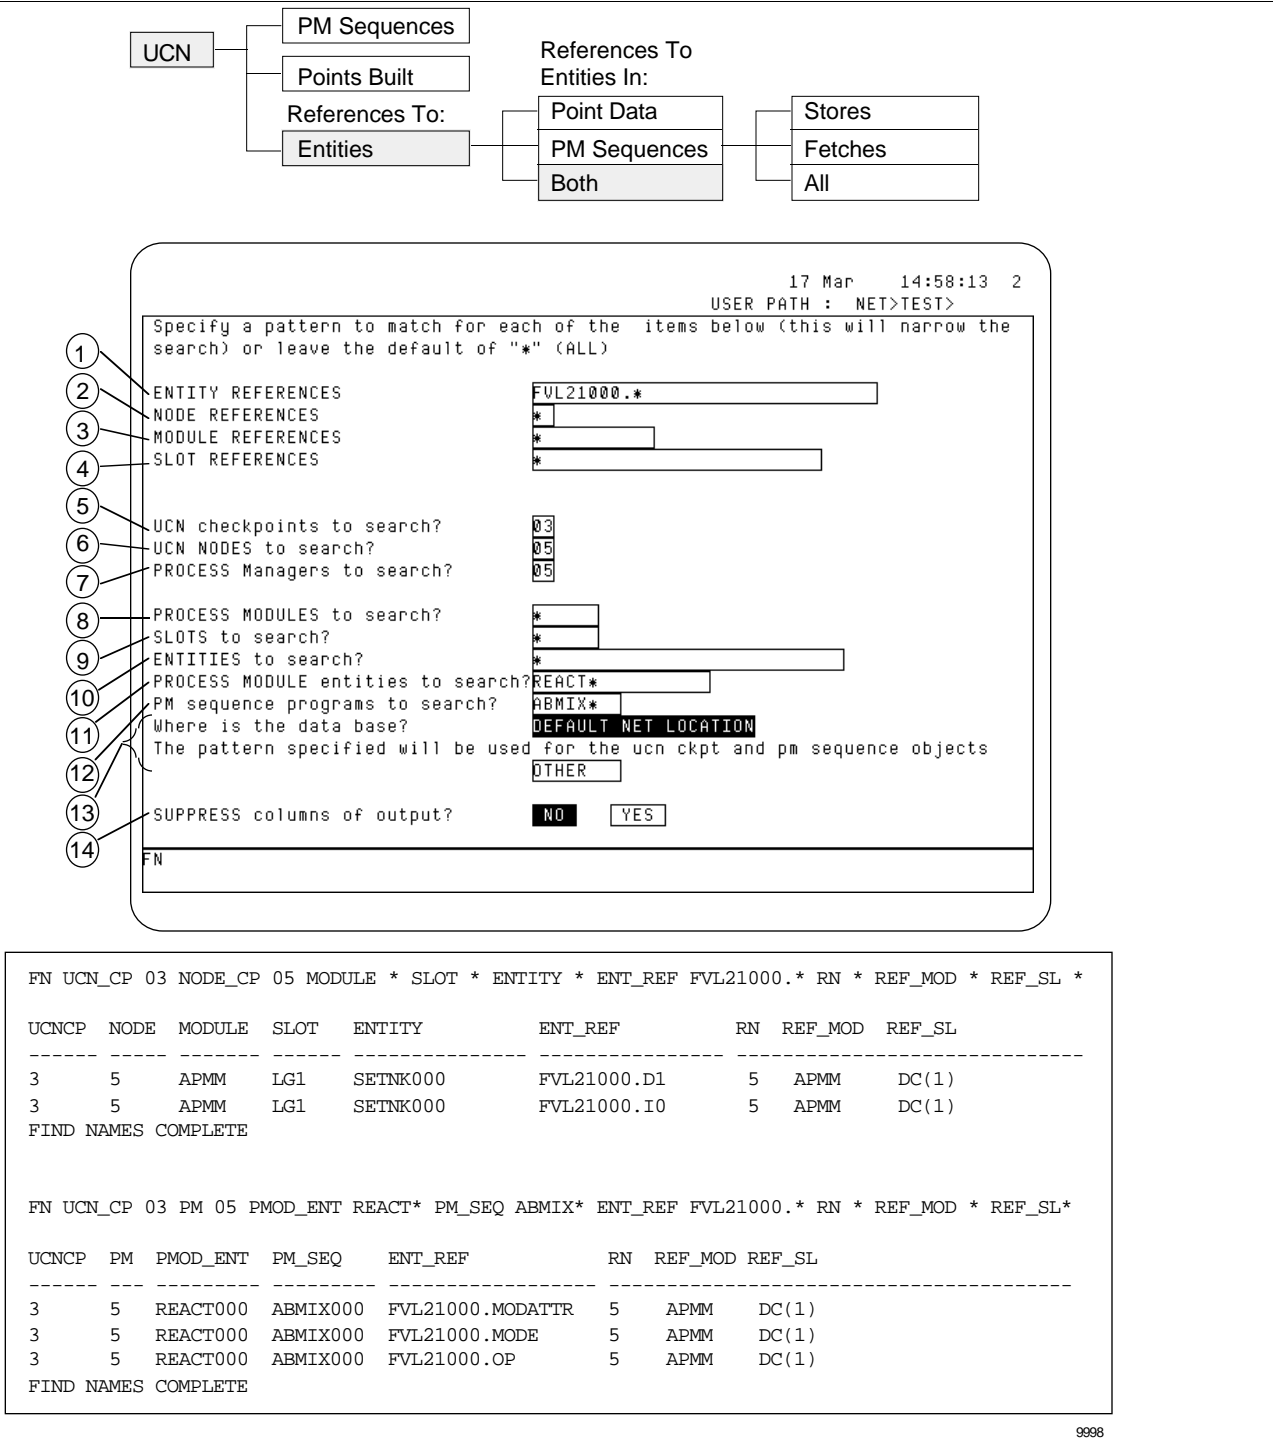 PM Sequences
UCN
Points Built
References To:
Entities
References To
Entities In:
Point Data
PM Sequences
Both
Stores
Fetches
All
17 Mar 14:58:13 2
USER PATH : NET>TEST>
Specify a pattern to match for each of the items below (this will narrow the
search) or leave the default of "*" (ALL)
1 ENTITY REFERENCES FVL21000.*
2 NODE REFERENCES *
3 MODULE REFERENCES *
4 SLOT REFERENCES *
5 UCN checkpoints to search? 03
6 UCN NODES to search? 05
7 PROCESS Managers to search? 05
8 PROCESS MODULES to search? *
9 SLOTS to search? *
10 ENTITIES to search? *
11 PROCESS MODULE entities to search? REACT*
12 PM sequence programs to search? ABMIX*
13 Where is the data base? DEFAULT NET LOCATION
The pattern specified will be used for the ucn ckpt and pm sequence objects
OTHER
14 SUPPRESS columns of output? NO YES
FN
FN UCN_CP 03 NODE_CP 05 MODULE * SLOT * ENTITY * ENT_REF FVL21000.* RN * REF_MOD * REF_SL *
UCNCP NODE MODULE SLOT ENTITY ENT_REF RN REF_MOD REF_SL
------ ----- ------- ------ --------------- ---------------- ------------------------------
3 5 APMM LG1 SETNK000 FVL21000.D1 5 APMM DC(1)
3 5 APMM LG1 SETNK000 FVL21000.I0 5 APMM DC(1)
FIND NAMES COMPLETE
FN UCN_CP 03 PM 05 PMOD_ENT REACT* PM_SEQ ABMIX* ENT_REF FVL21000.* RN * REF_MOD * REF_SL*
UCNCP PM PMOD_ENT PM_SEQ ENT_REF RN REF_MOD REF_SL
------ --- --------- --------- ------------------ ----------------------------------------
3 5 REACT000 ABMIX000 FVL21000.MODATTR 5 APMM DC(1)
3 5 REACT000 ABMIX000 FVL21000.MODE 5 APMM DC(1)
3 5 REACT000 ABMIX000 FVL21000.OP 5 APMM DC(1)
FIND NAMES COMPLETE
9998